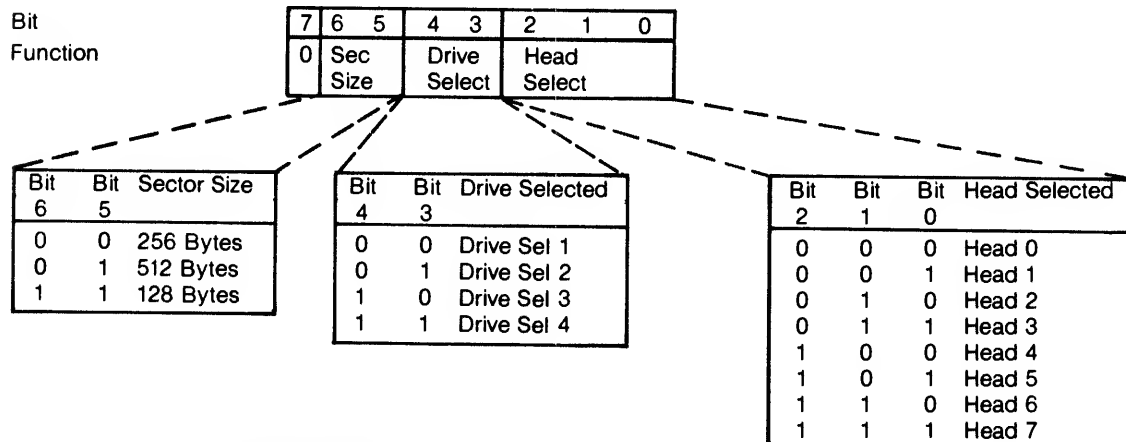 Bit 7 6 5 4 3 2 1 0
Function 0 Sec Drive Head
Size Select Select
Bit Bit Sector Size
6 5
0 0 256 Bytes
0 1 512 Bytes
1 1 128 Bytes
Bit Bit Drive Selected
4 3
0 0 Drive Sel 1
0 1 Drive Sel 2
1 0 Drive Sel 3
1 1 Drive Sel 4
Bit Bit Bit Head Selected
2 1 0
0 0 0 Head 0
0 0 1 Head 1
0 1 0 Head 2
0 1 1 Head 3
1 0 0 Head 4
1 0 1 Head 5
1 1 0 Head 6
1 1 1 Head 7